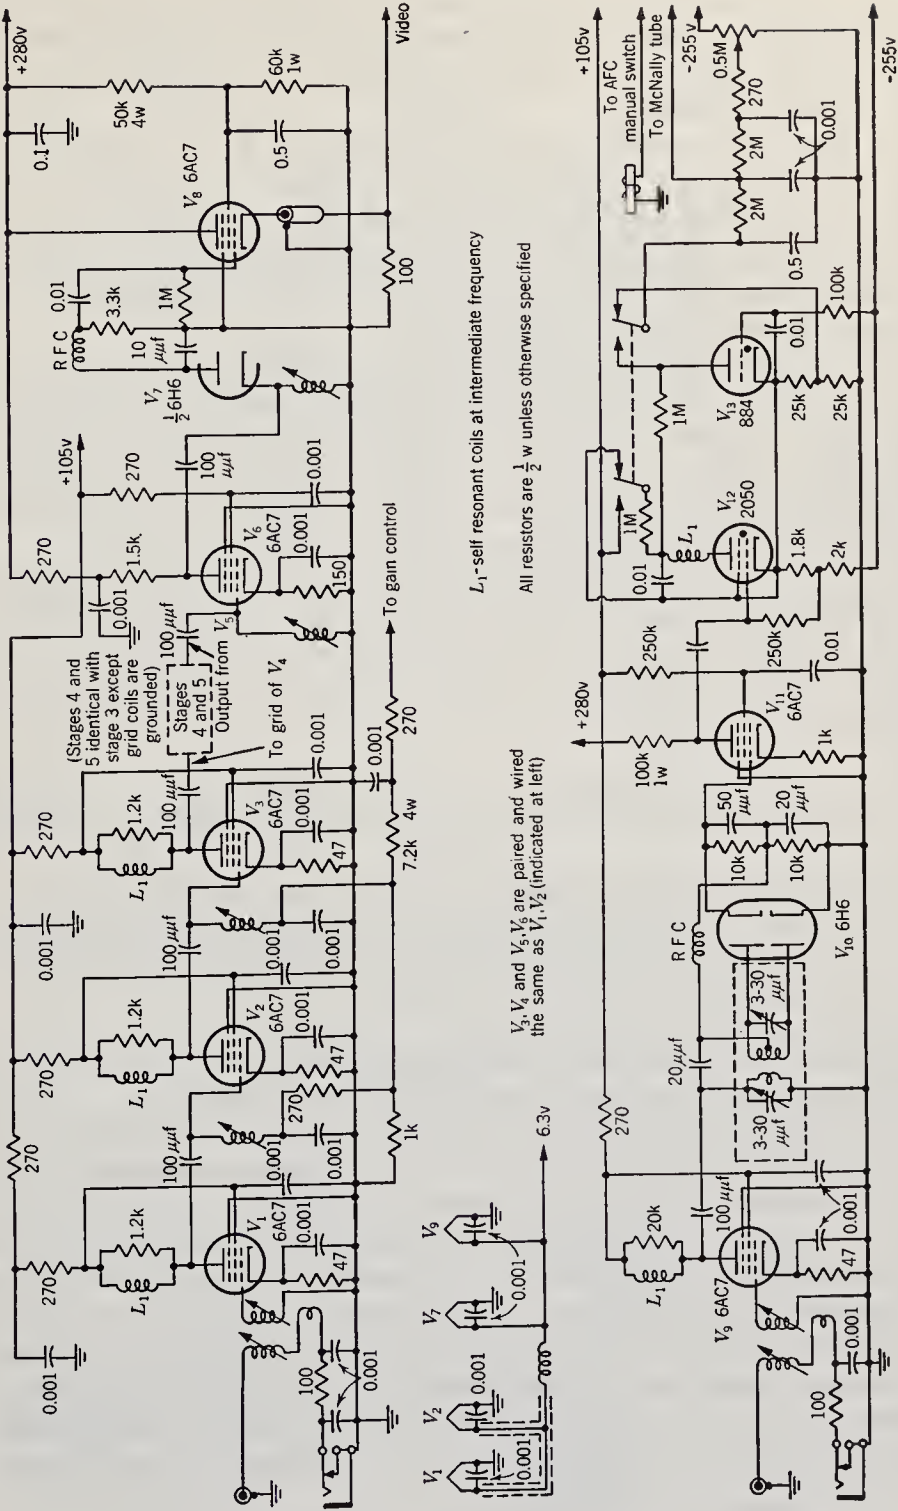 +280v
Video
0.1
50k
4w
60k
1w
0.5
V8 6AC7
RFC
0.01
3.3k
1M
10
μμf
100
V7
½6H6
+105v
270
100
μμf
0.001
270
1.5k
0.001
V6
6AC7
0.001
150
To gain control
(Stages 4 and
5 identical with
stage 3 except
grid coils are
grounded)
100 μμf
V5
Stages
4 and 5
Output from
To grid of V4
0.001
0.001
270
270
1.2k
L1
100 μμf
V3
6AC7
0.001
47
7.2k 4w
0.001
100 μμf
0.001
0.001
270
1.2k
L1
V2
6AC7
0.001
47
270
0.001
0.001
1k
270
100 μμf
270
1.2k
L1
V1
6AC7
0.001
47
0.001
100
0.001
L1-self resonant coils at intermediate frequency
All resistors are ½ w unless otherwise specified
V3,V4 and V5,V6 are paired and wired
the same as V1,V2 (indicated at left)
V1
V2
V7
V9
0.001
0.001
0.001
6.3v
+105v
To AFC
manual switch
To McNally tube
-255v
0.5M
270
0.001
2M
2M
0.5
-255v
100k
0.01
V13
884
25k
25k
1M
1M
L1
V12
2050
0.01
1.8k
2k
250k
250k
0.01
+280v
100k
1w
V11
6AC7
1k
50
μμf
20
μμf
10k
10k
RFC
V10 6H6
3-30
μμf
20μμf
3-30
μμf
270
100 μμf
0.001
20k
L1
V9 6AC7
47
0.001
100